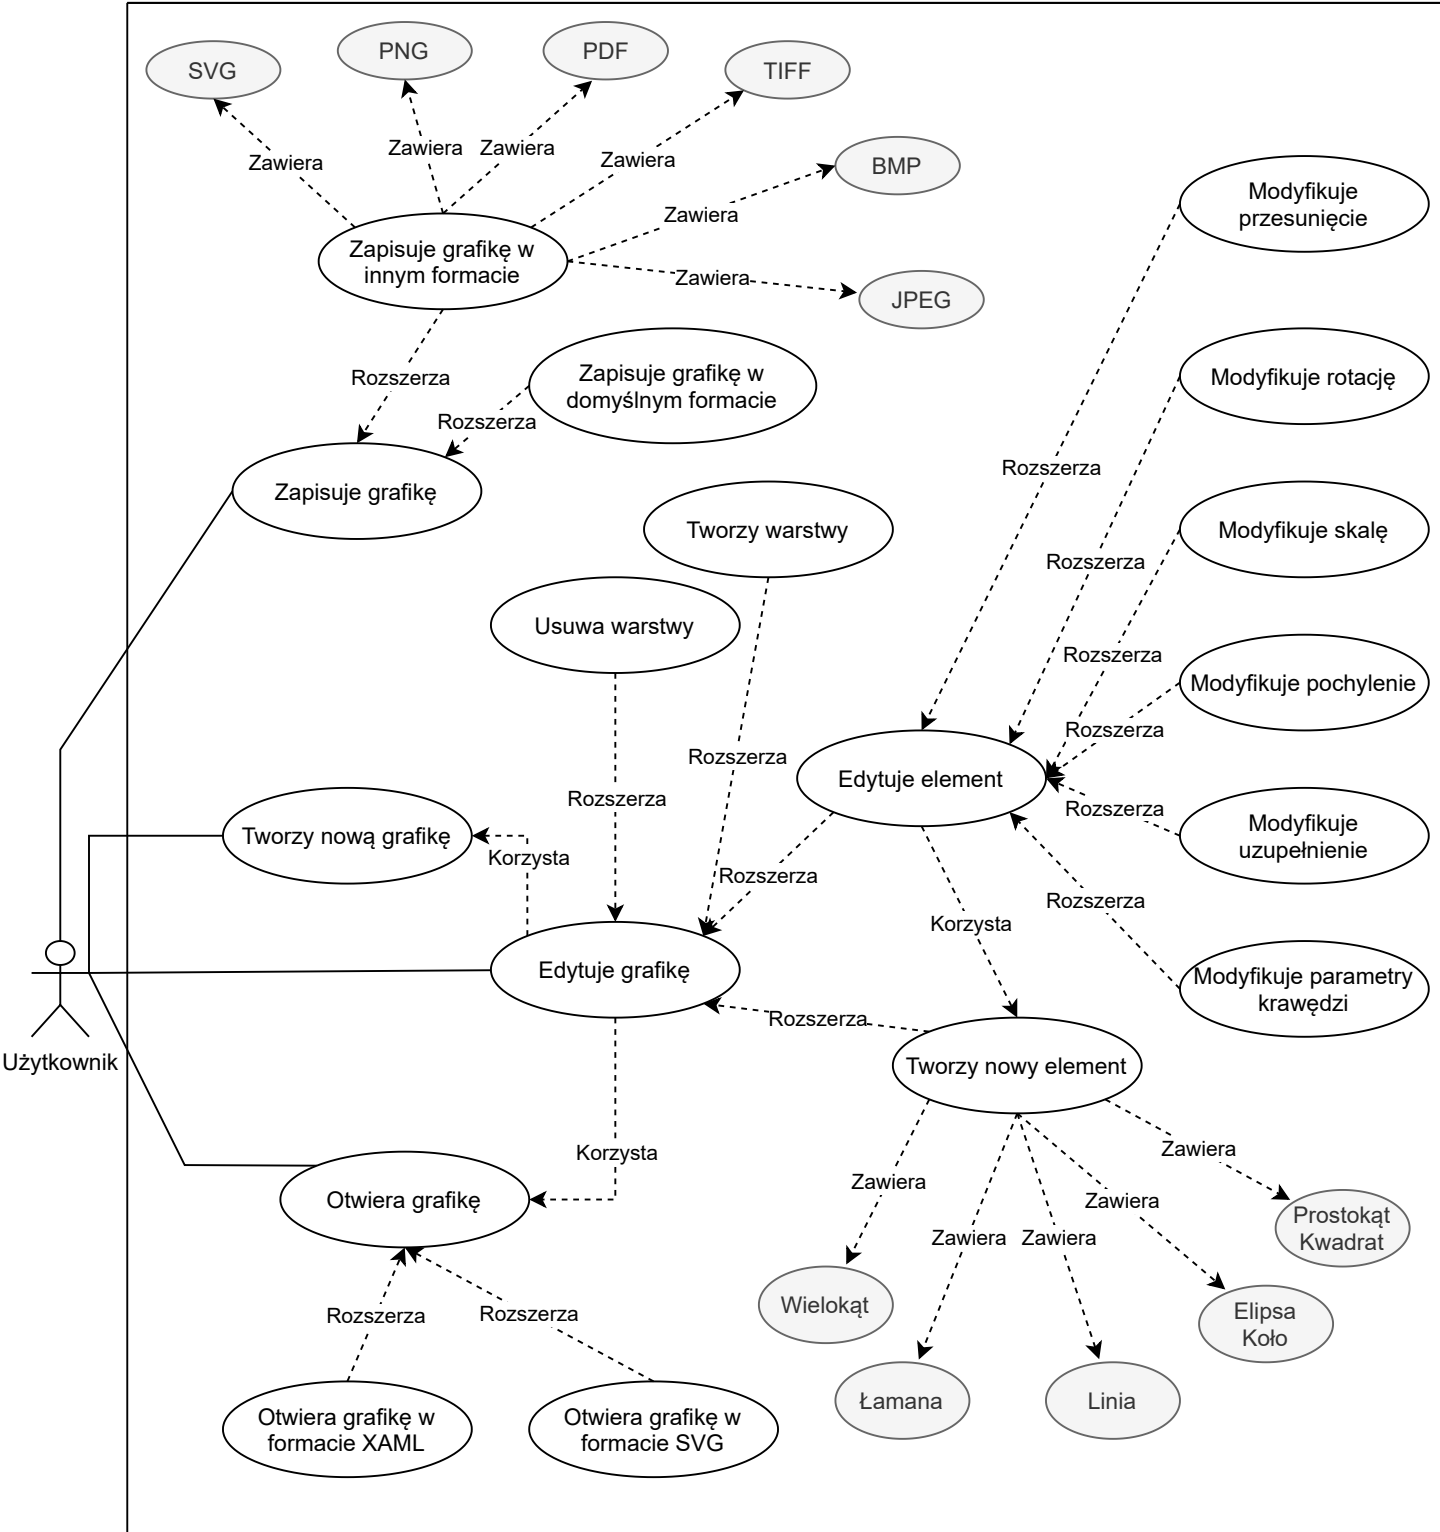 PNG
PDF
SVG
TIFF
Zawiera
Zawiera
Zawiera
Zawiera
BMP
Zawiera
Zapisuje grafikę w
innym formacie
Zawiera
JPEG
Modyfikuje
przesunięcie
Rozszerza
Zapisuje grafikę w
domyślnym formacie
Modyfikuje rotację
Rozszerza
Rozszerza
Zapisuje grafikę
Tworzy warstwy
Modyfikuje skalę
Rozszerza
Usuwa warstwy
Rozszerza
Modyfikuje pochylenie
Rozszerza
Rozszerza
Edytuje element
Rozszerza
Rozszerza
Modyfikuje
uzupełnienie
Tworzy nową grafikę
Korzysta
Rozszerza
Rozszerza
Korzysta
Edytuje grafikę
Modyfikuje parametry
krawędzi
Rozszerza
Użytkownik
Tworzy nowy element
Korzysta
Zawiera
Zawiera
Zawiera
Otwiera grafikę
Prostokąt
Kwadrat
Zawiera
Zawiera
Wielokąt
Elipsa
Koło
Rozszerza
Rozszerza
Łamana
Linia
Otwiera grafikę w
formacie XAML
Otwiera grafikę w
formacie SVG